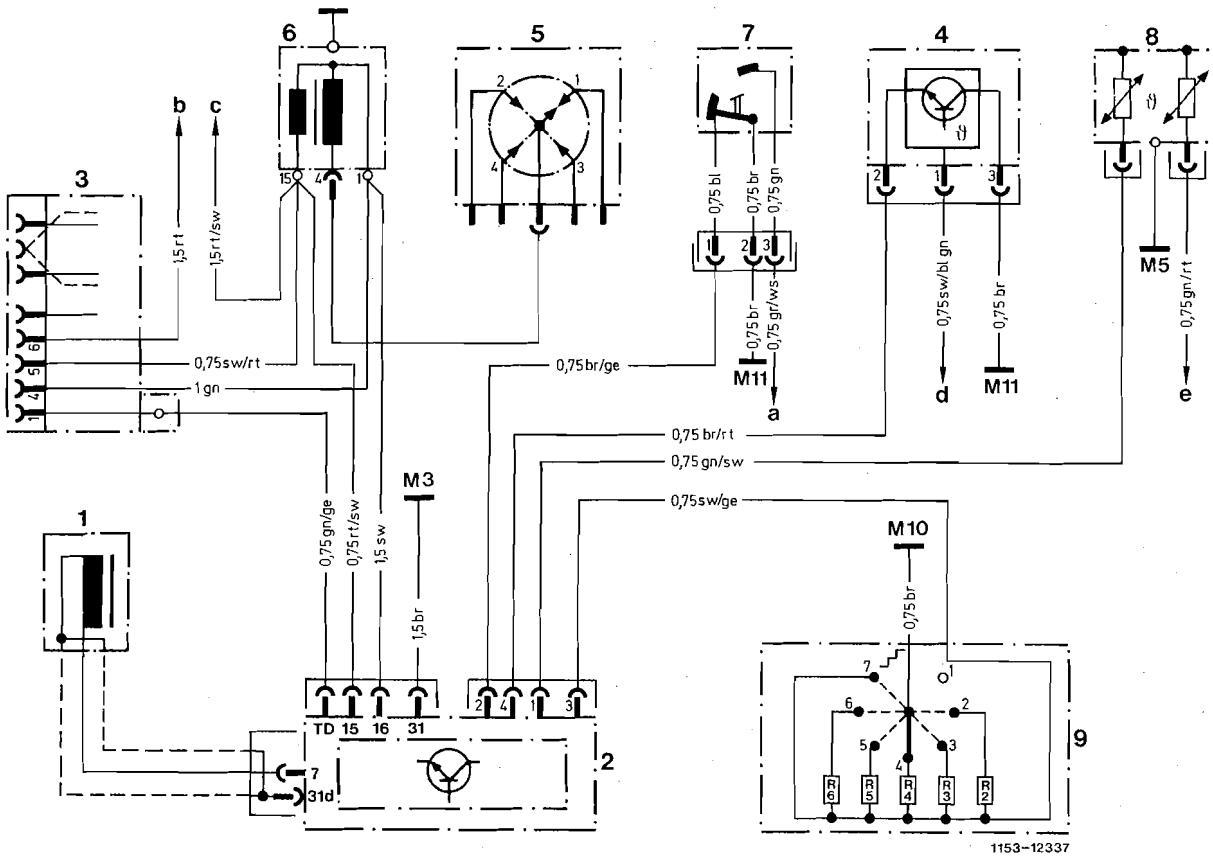 6
5
7
4
8
b
c
3
2
1
4
3
ϑ
ϑ
15
4
1
2
1
3
0,75 bl
0,75 br
0,75 gn
1,5 rt
1,5 rt/sw
1
2
3
0,75 sw/bl gn
0,75 br
M5
0,75 gn/rt
6
5
4
1
0,75 sw/rt
1 gn
0,75 br/ge
0,75 br
0,75 gr/ws
M11
a
d
M11
e
0,75 br/rt
0,75 gn/sw
0,75 sw/ge
M3
1
0,75 gn/ge
0,75 rt/sw
1,5 sw
1,5 br
M10
0,75 br
7
1
6
2
5
4
3
9
R6
R5
R4
R3
R2
2
4
1
3
TD
15
16
31
7
31d
2
1153-12337